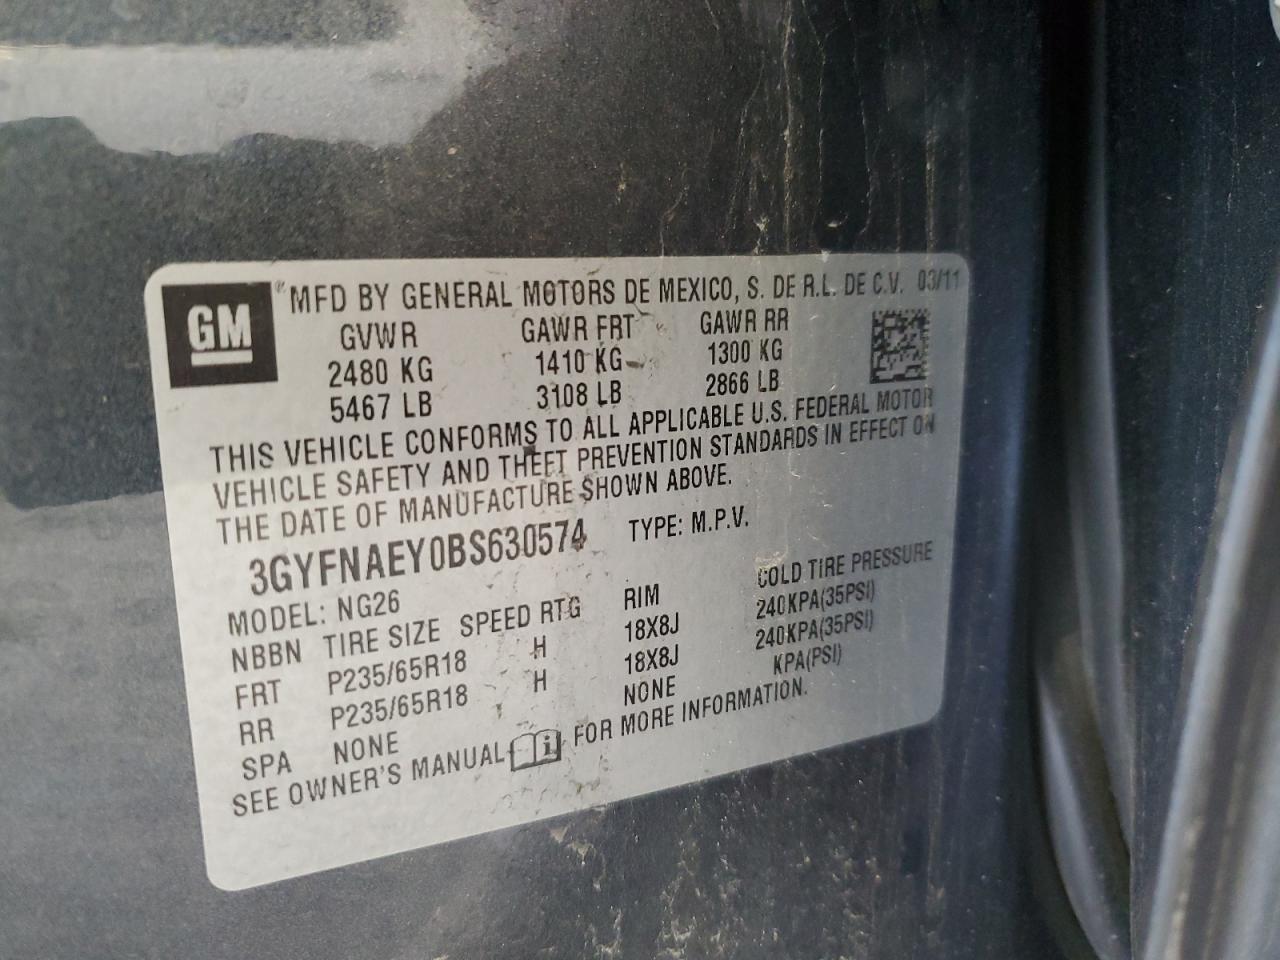 GM ® MFD BY GENERAL MOTORS DE MEXICO, S. DE R.L. DE C.V. 03/11
GVWR GAWR FRT GAWR RR
2480 KG 1410 KG 1300 KG
5467 LB 3108 LB 2866 LB
THIS VEHICLE CONFORMS TO ALL APPLICABLE U.S. FEDERAL MOTOR
VEHICLE SAFETY AND THEFT PREVENTION STANDARDS IN EFFECT ON
THE DATE OF MANUFACTURE SHOWN ABOVE.
3GYFNAEY0BS630574 TYPE: M.P.V.
MODEL: NG26
NBBN TIRE SIZE SPEED RTG RIM COLD TIRE PRESSURE
FRT P235/65R18 H 18X8J 240KPA(35PSI)
RR P235/65R18 H 18X8J 240KPA(35PSI)
SPA NONE NONE KPA(PSI)
SEE OWNER'S MANUAL i FOR MORE INFORMATION.